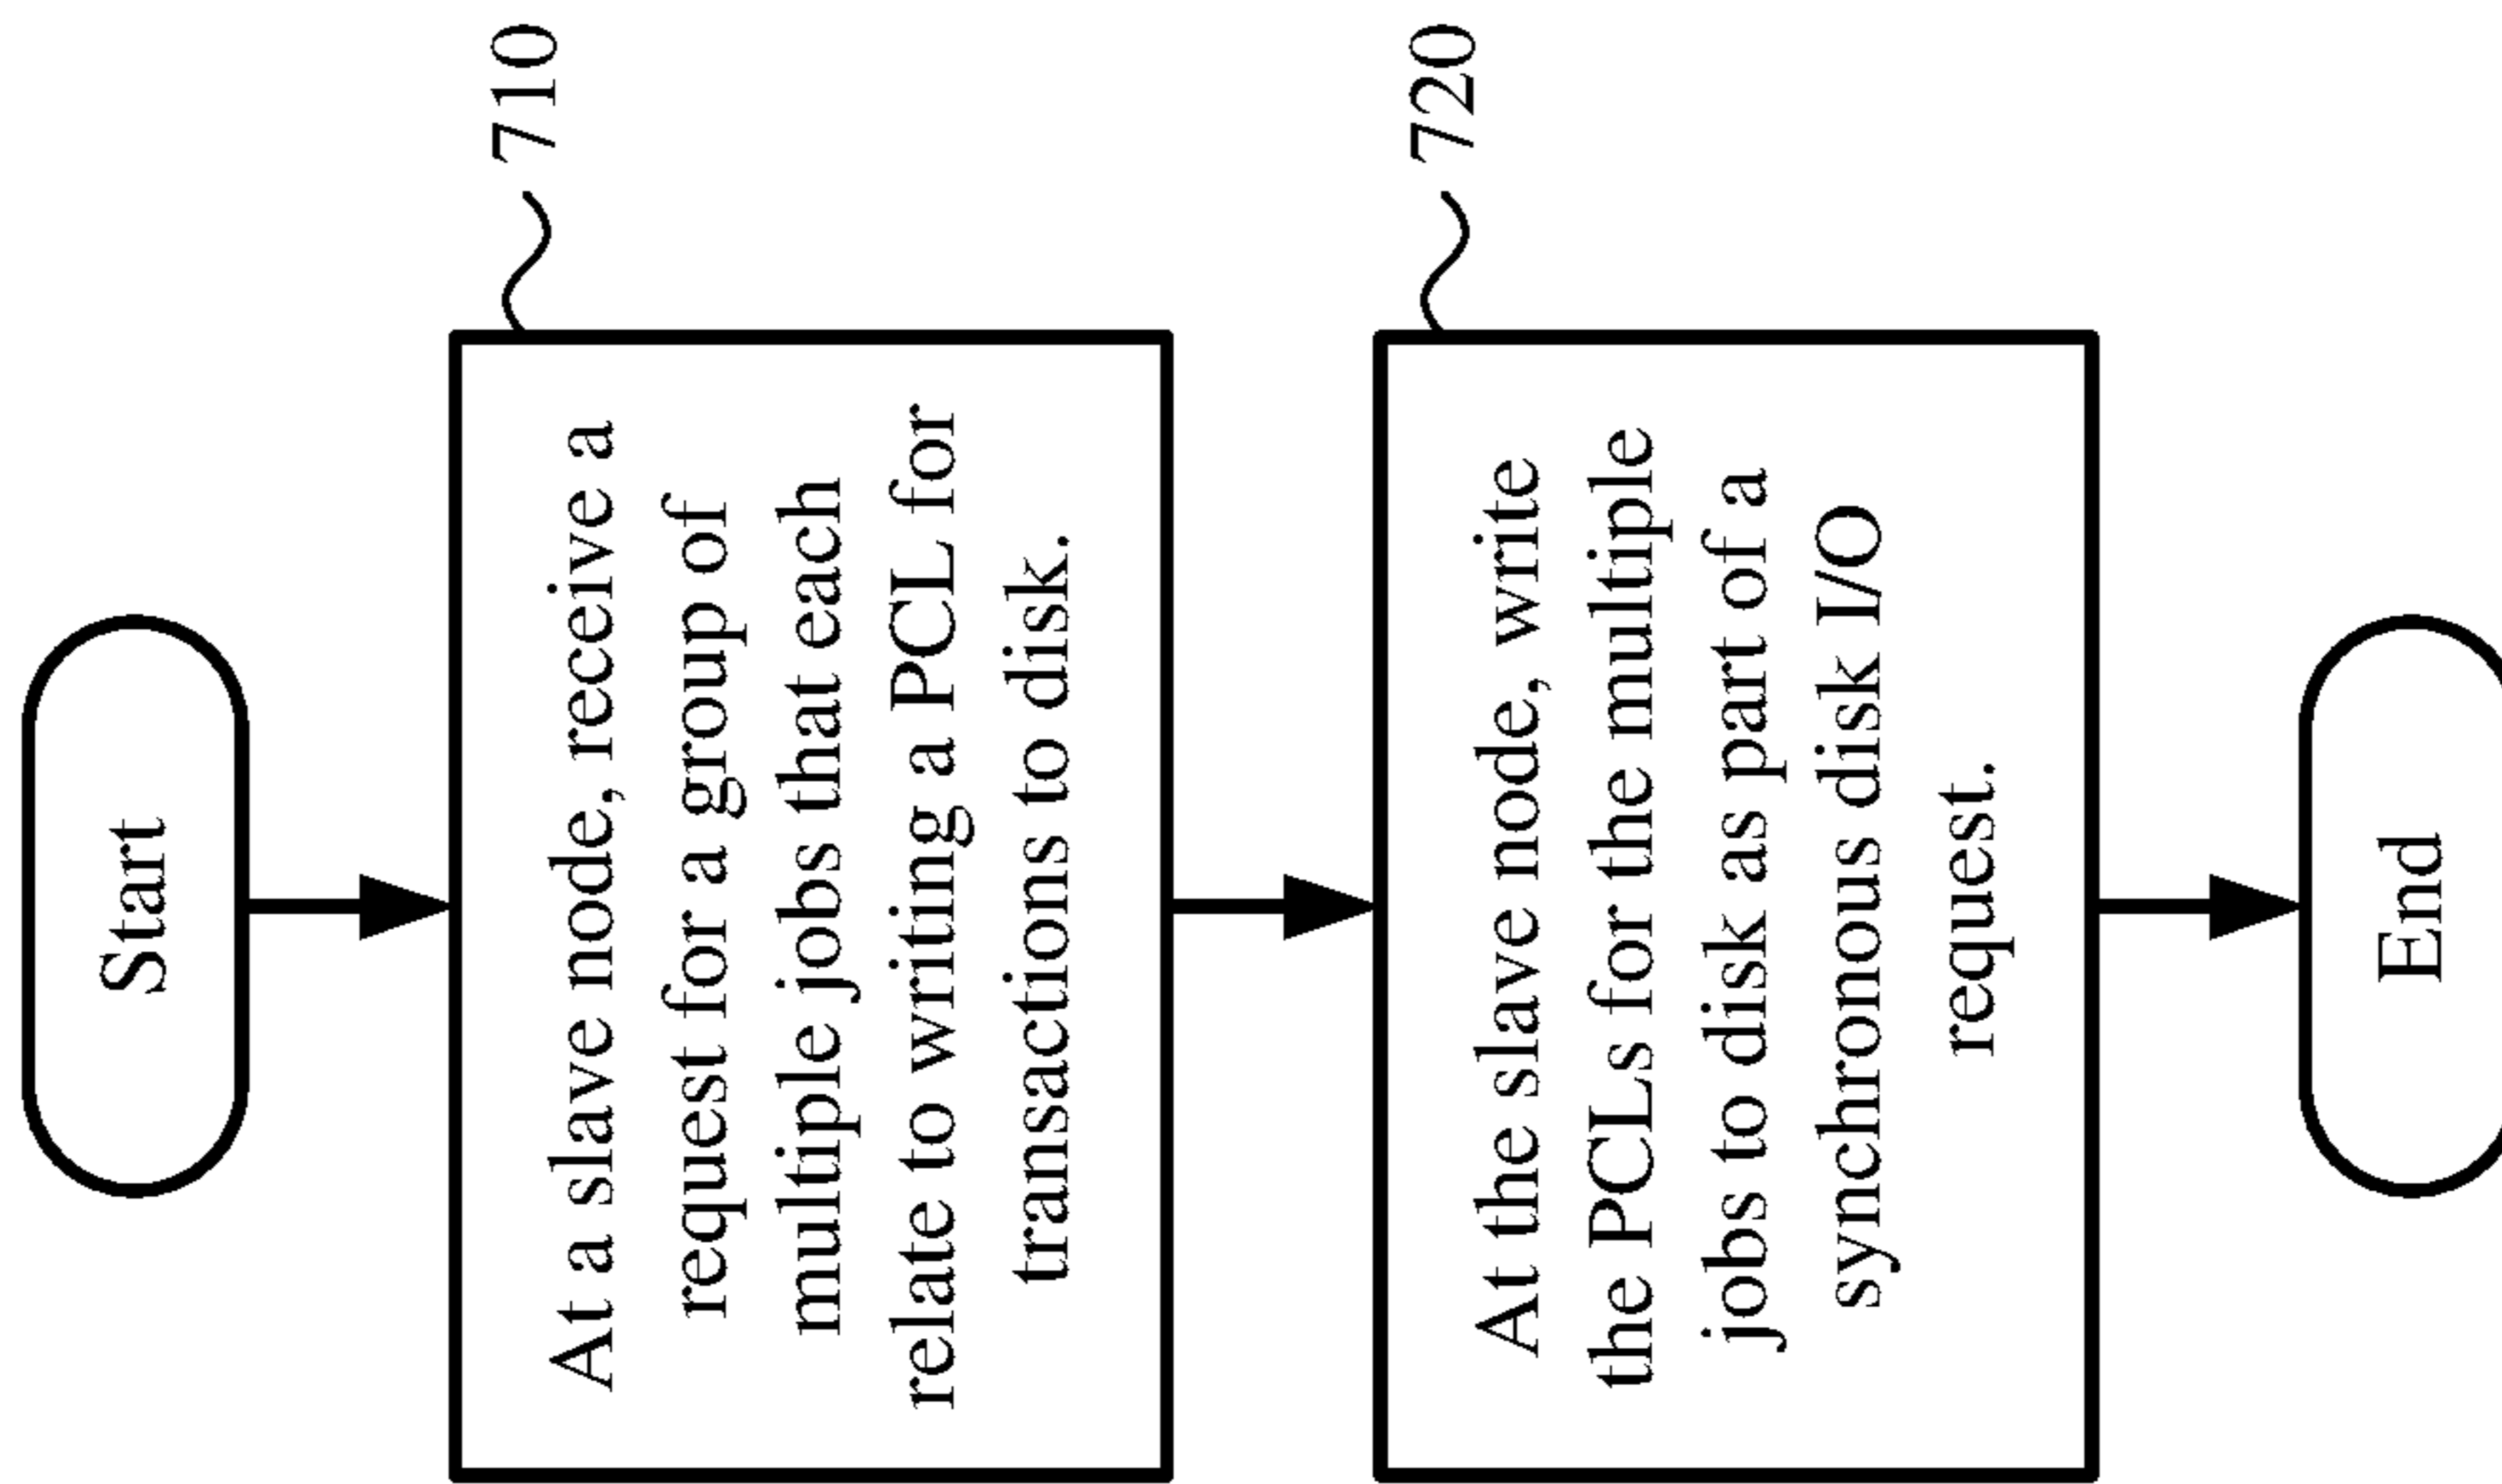 Start
710
At a slave node, receive a
request for a group of
multiple jobs that each
relate to writing a PCL for
transactions to disk.
720
At the slave node, write
the PCLs for the multiple
jobs to disk as part of a
synchronous disk I/O
request.
End